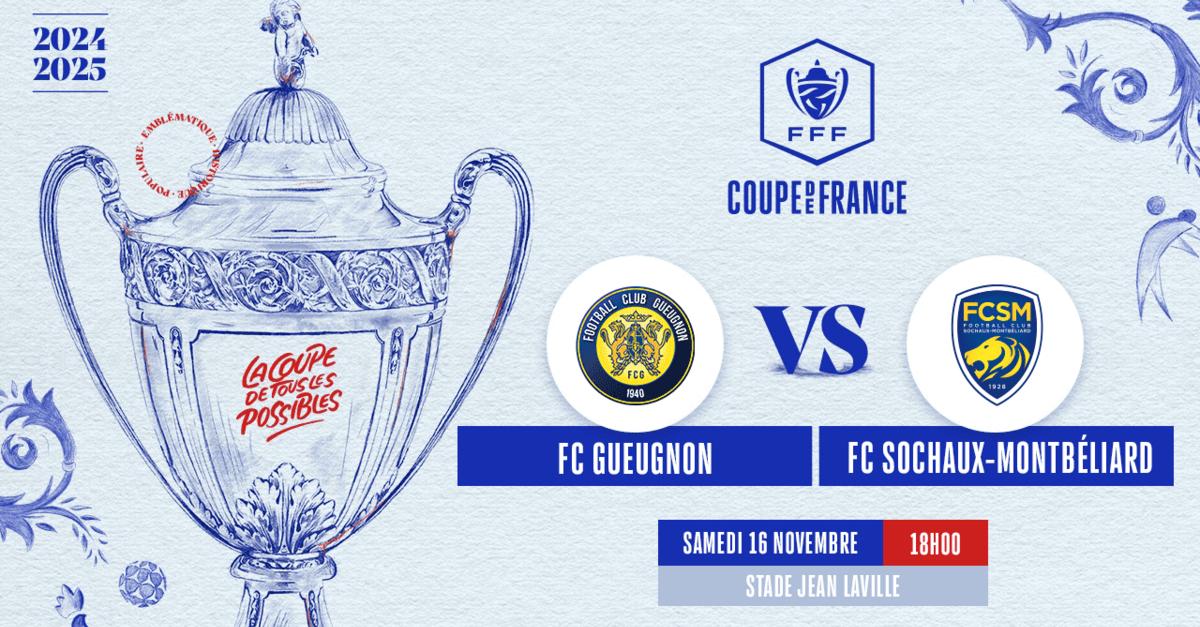 2024
2025
EMBLÉMATIQUE · HISTORIQUE · POPULAIRE ·
LA COUPE
DE TOUS LES
POSSIBLES
FFF
COUPE DE FRANCE
FOOTBALL CLUB GUEUGNON
FCG
1940
VS
FCSM
FOOTBALL CLUB
SOCHAUX-MONTBÉLIARD
1928
FC GUEUGNON
FC SOCHAUX-MONTBÉLIARD
SAMEDI 16 NOVEMBRE
18H00
STADE JEAN LAVILLE